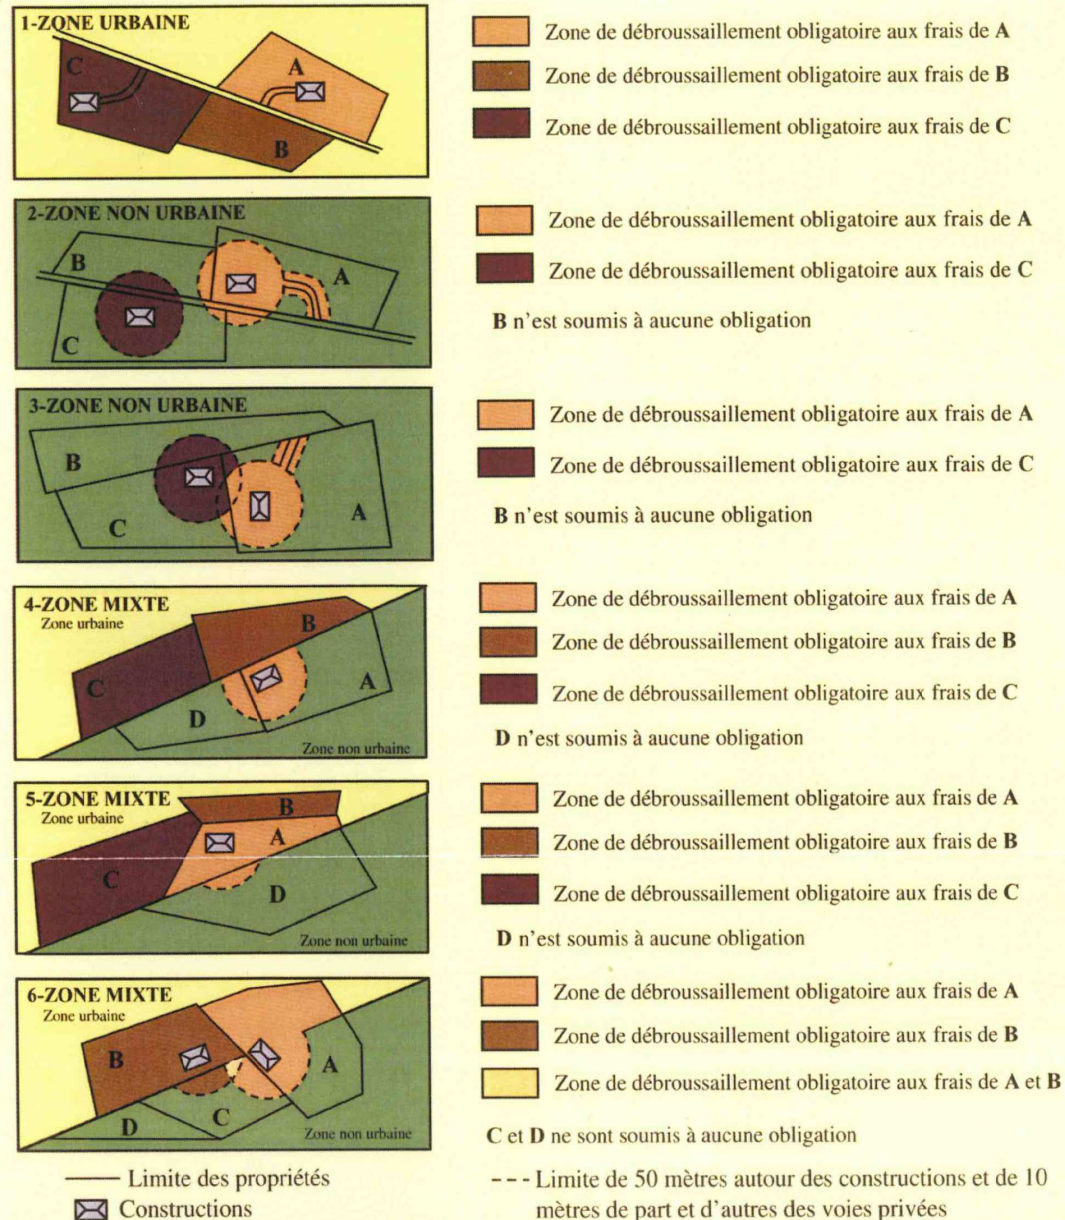 1-ZONE URBAINE
C
A
B
Zone de débroussaillement obligatoire aux frais de A
Zone de débroussaillement obligatoire aux frais de B
Zone de débroussaillement obligatoire aux frais de C
2-ZONE NON URBAINE
B
A
C
Zone de débroussaillement obligatoire aux frais de A
Zone de débroussaillement obligatoire aux frais de C
B n'est soumis à aucune obligation
3-ZONE NON URBAINE
B
C
A
Zone de débroussaillement obligatoire aux frais de A
Zone de débroussaillement obligatoire aux frais de C
B n'est soumis à aucune obligation
4-ZONE MIXTE
Zone urbaine
B
C
A
D
Zone non urbaine
Zone de débroussaillement obligatoire aux frais de A
Zone de débroussaillement obligatoire aux frais de B
Zone de débroussaillement obligatoire aux frais de C
D n'est soumis à aucune obligation
5-ZONE MIXTE
Zone urbaine
B
A
C
D
Zone non urbaine
Zone de débroussaillement obligatoire aux frais de A
Zone de débroussaillement obligatoire aux frais de B
Zone de débroussaillement obligatoire aux frais de C
D n'est soumis à aucune obligation
6-ZONE MIXTE
Zone urbaine
B
A
C
D
Zone non urbaine
Zone de débroussaillement obligatoire aux frais de A
Zone de débroussaillement obligatoire aux frais de B
Zone de débroussaillement obligatoire aux frais de A et B
C et D ne sont soumis à aucune obligation
Limite des propriétés
Constructions
Limite de 50 mètres autour des constructions et de 10
mètres de part et d'autres des voies privées